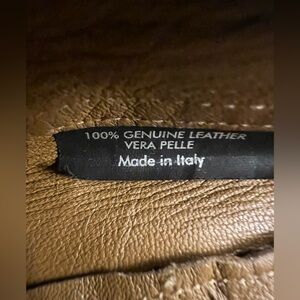 100% GENUINE LEATHER
VERA PELLE
Made in Italy